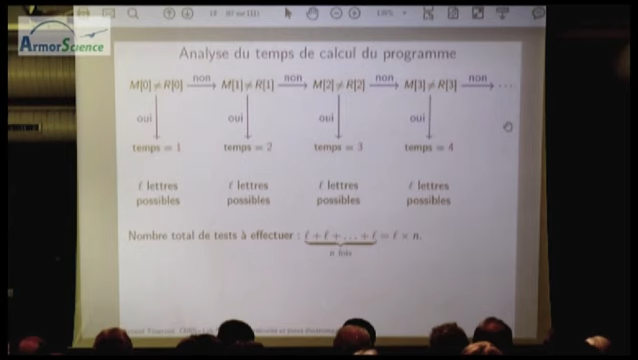 ArmorScience
Analyse du temps de calcul du programme
M[0] ≠ R[0] non M[1] ≠ R[1] non M[2] ≠ R[2] non M[3] ≠ R[3] non ...
oui oui oui oui
temps = 1 temps = 2 temps = 3 temps = 4
ℓ lettres ℓ lettres ℓ lettres ℓ lettres
possibles possibles possibles possibles
Nombre total de tests à effectuer : ℓ + ℓ + ... + ℓ = ℓ × n.
n fois